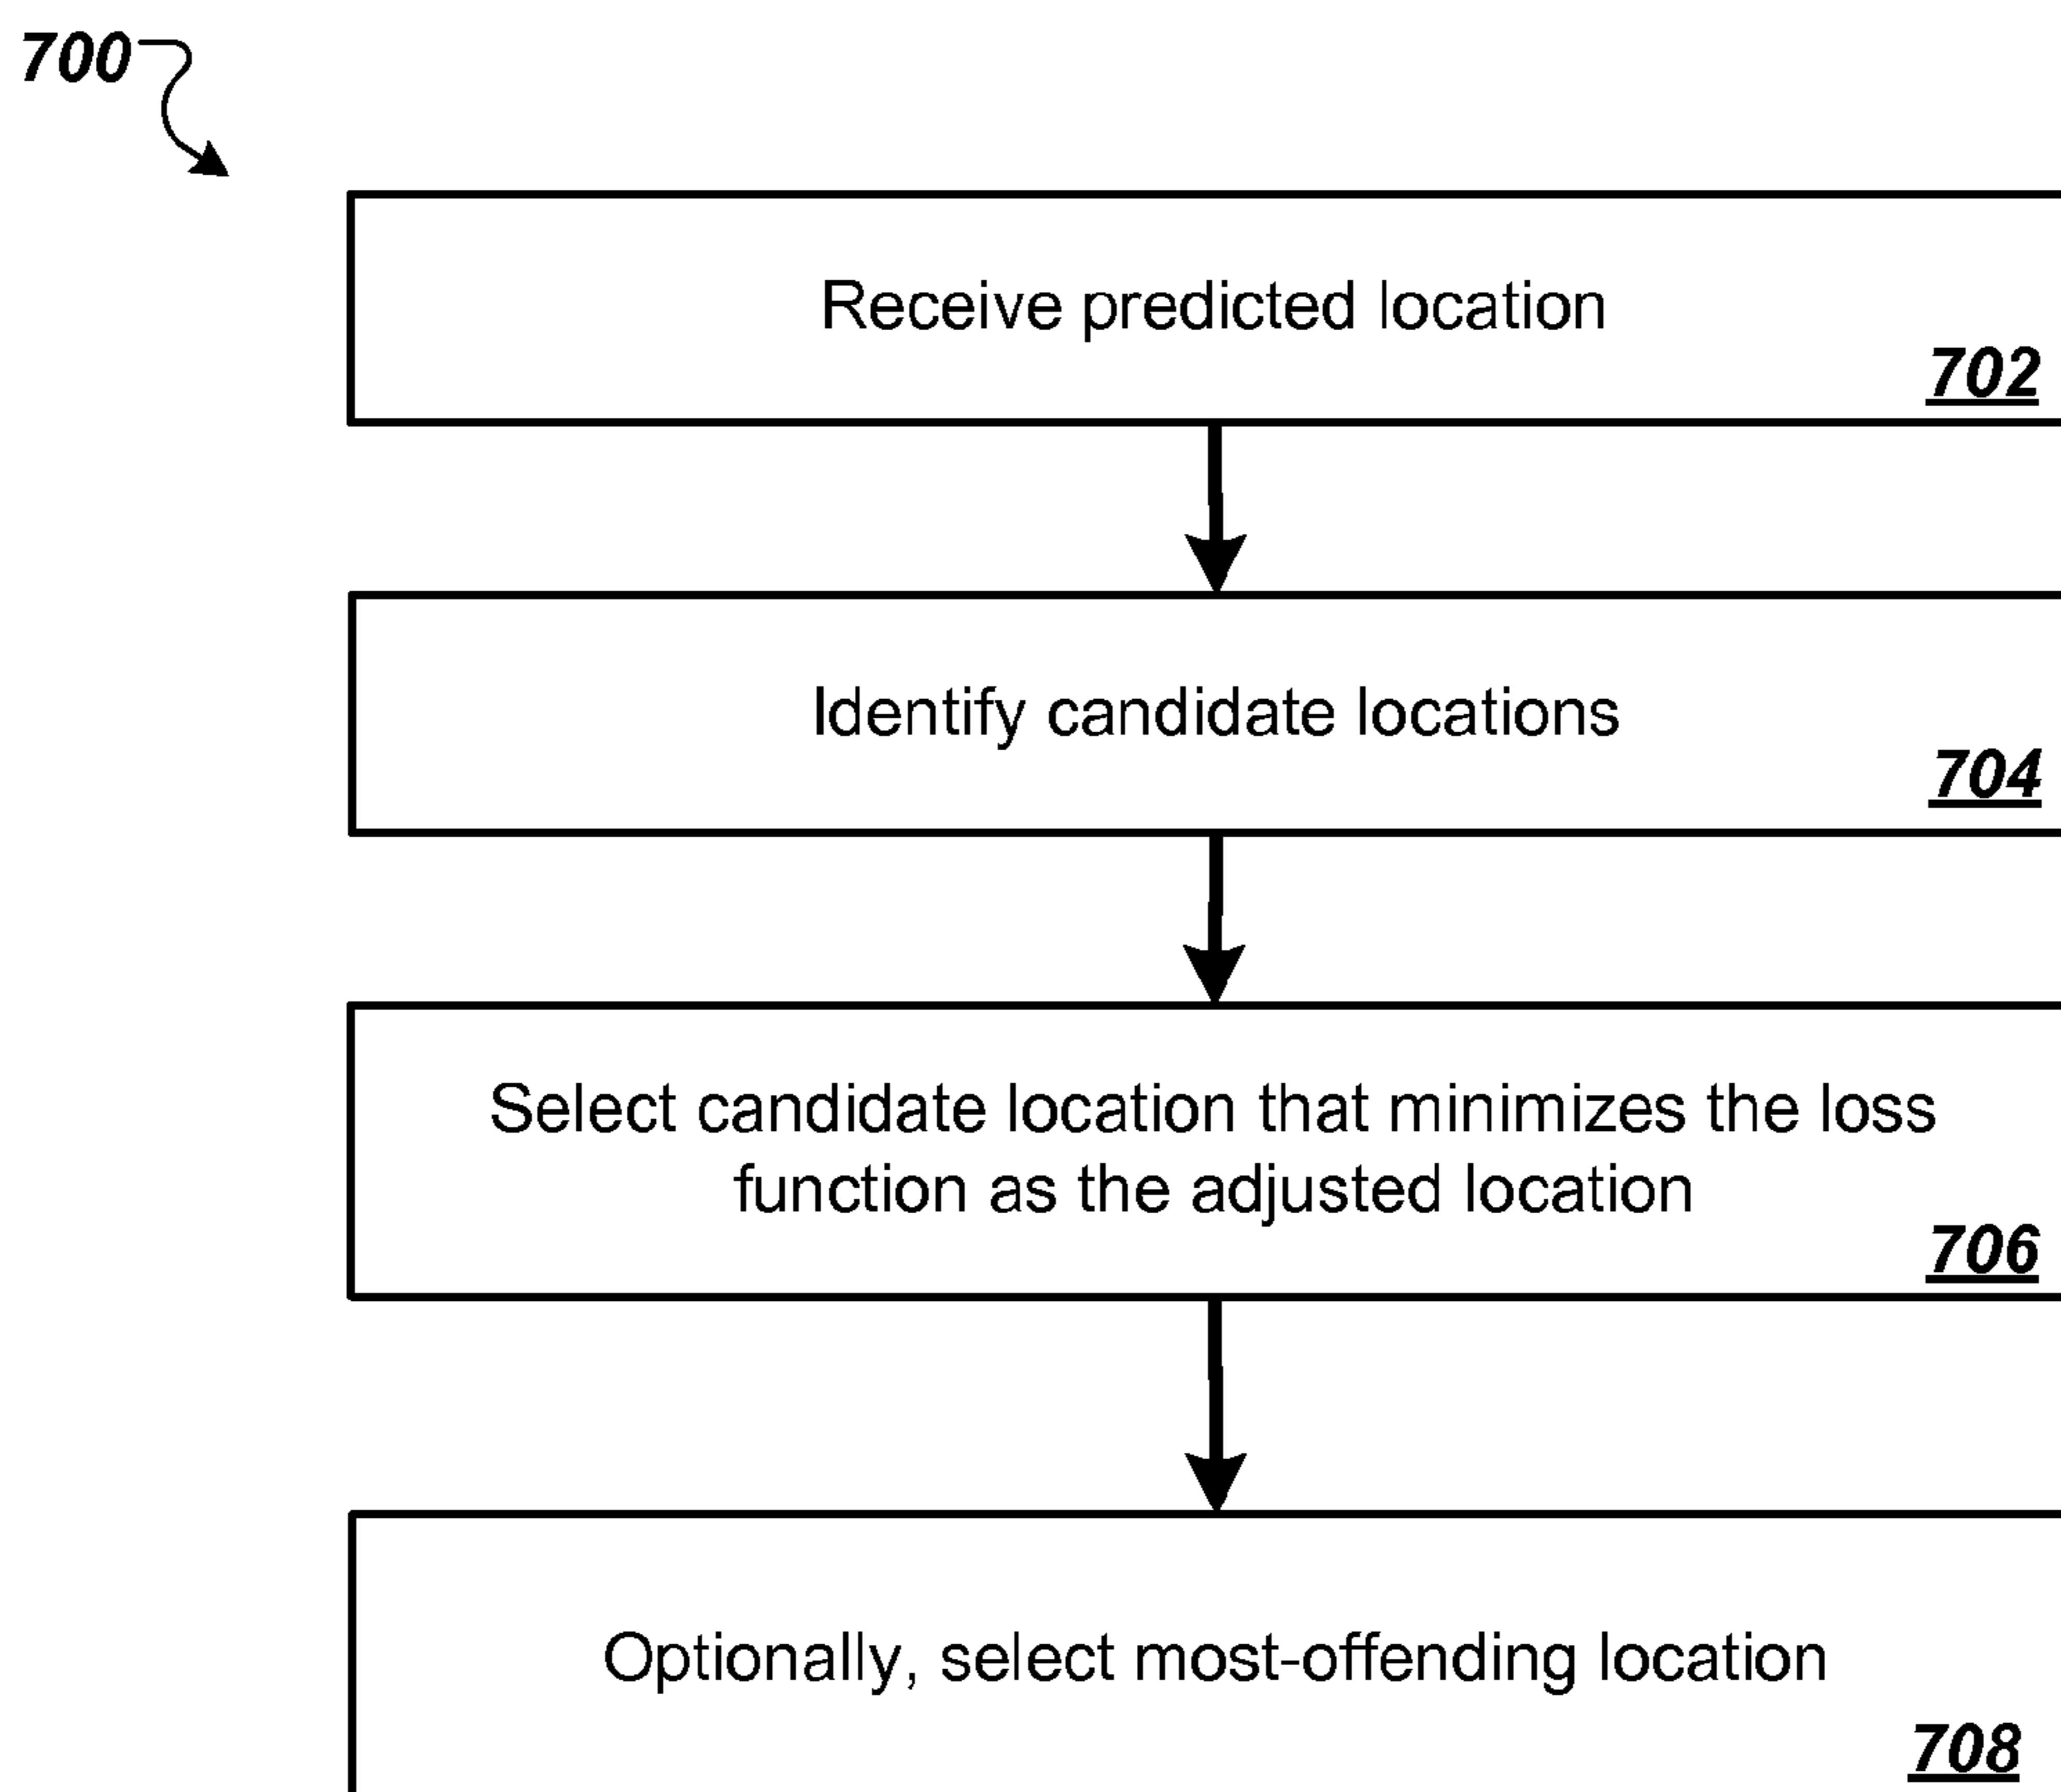 700
Receive predicted location
702
Identify candidate locations
704
Select candidate location that minimizes the loss
function as the adjusted location
706
Optionally, select most-offending location
708